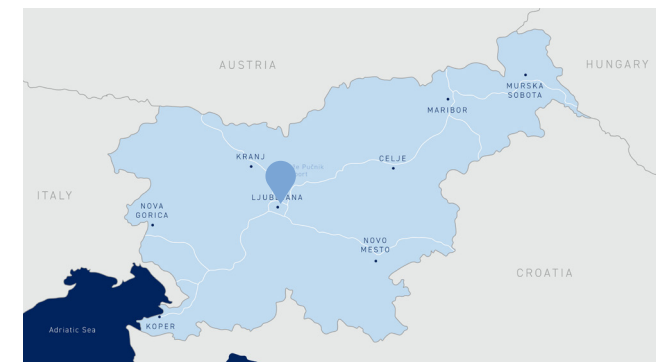 AUSTRIA
HUNGARY
MURSKA
SOBOTA
MARIBOR
KRANJ
CELJE
ITALY
LJUBLJANA
NOVA
GORICA
NOVO
MESTO
CROATIA
Adriatic Sea
KOPER